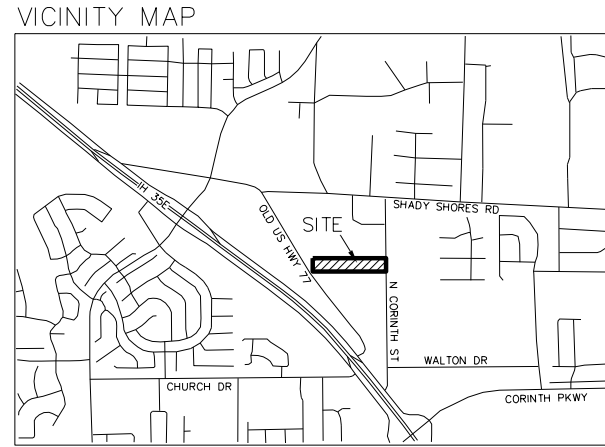 VICINITY MAP
IH 35E
OLD US HWY 77
SHADY SHORES RD
SITE
N CORINTH ST
WALTON DR
CHURCH DR
CORINTH PKWY